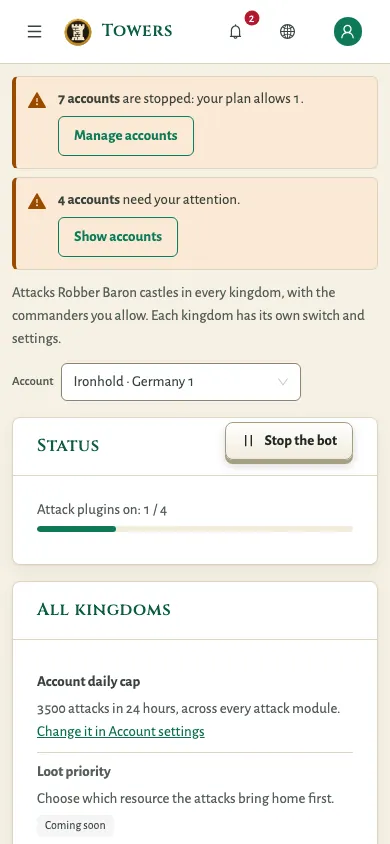 Towers
2
7 accounts are stopped: your plan allows 1.
Manage accounts
4 accounts need your attention.
Show accounts
Attacks Robber Baron castles in every kingdom, with the
commanders you allow. Each kingdom has its own switch and
settings.
Account
Ironhold · Germany 1
Status
Stop the bot
Attack plugins on: 1 / 4
All kingdoms
Account daily cap
3500 attacks in 24 hours, across every attack module.
Change it in Account settings
Loot priority
Choose which resource the attacks bring home first.
Coming soon